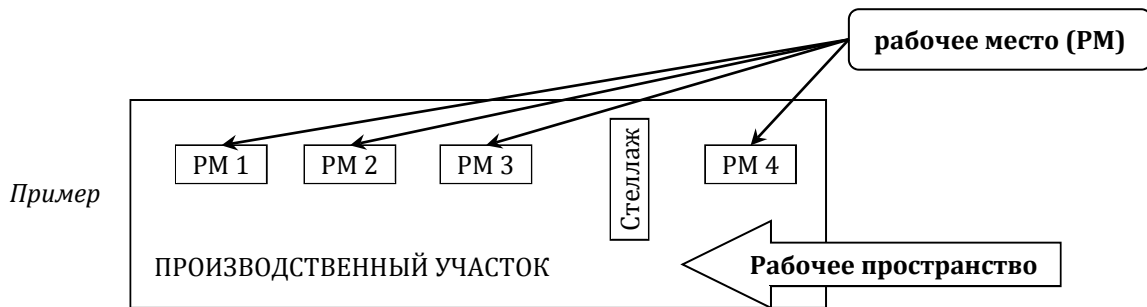 рабочее место (РМ)
РМ 1
РМ 2
РМ 3
Стеллаж
РМ 4
Пример
ПРОИЗВОДСТВЕННЫЙ УЧАСТОК
Рабочее пространство